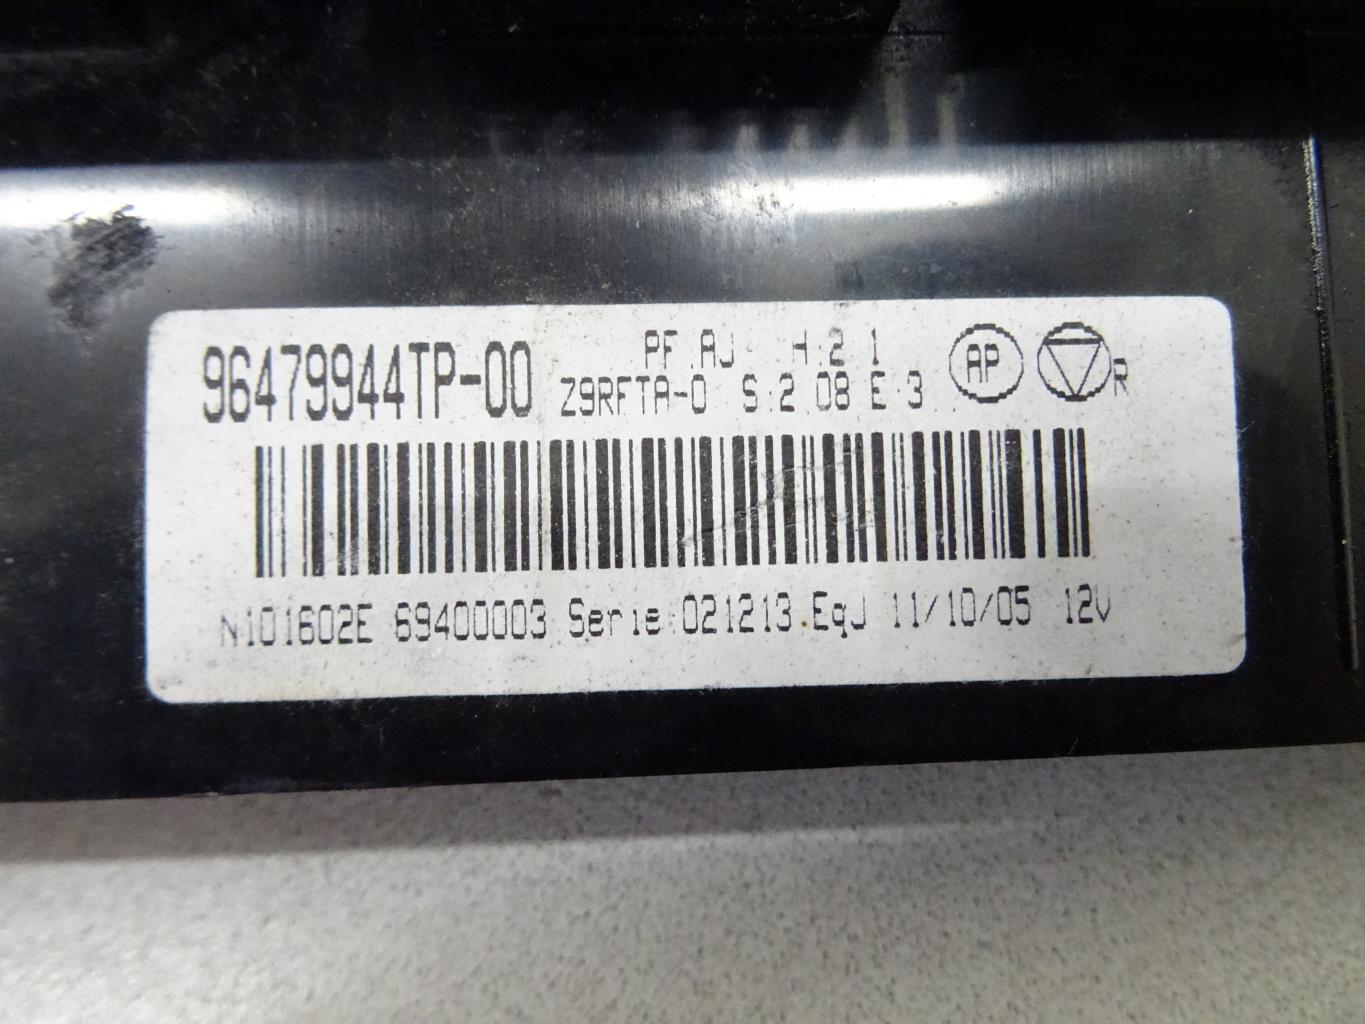 96479944TP-00
PF.AJ H:2.1
Z9RFTA-0 S:2.08 E:3
AP
R
N101602E 69400003 Serie:021213.EqJ 11/10/05 12V